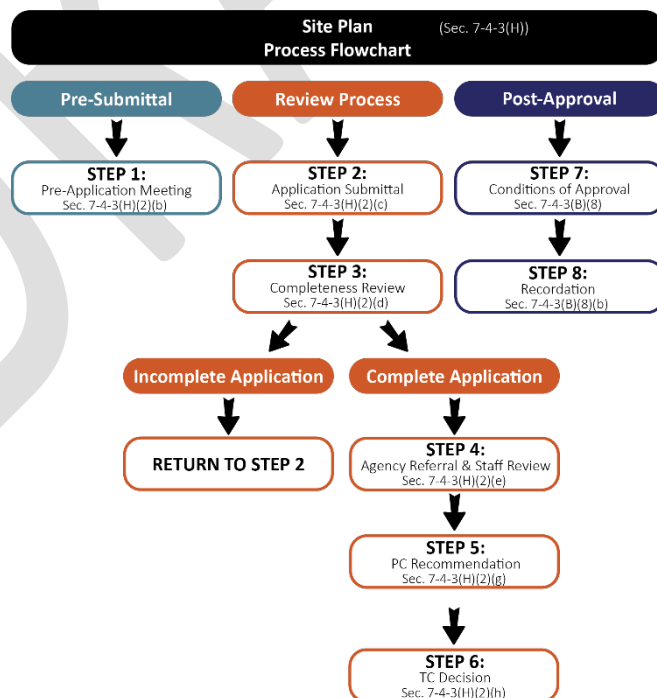 Site Plan (Sec. 7-4-3(H))
Process Flowchart
Pre-Submittal
STEP 1:
Pre-Application Meeting
Sec. 7-4-3(H)(2)(b)
Review Process
STEP 2:
Application Submittal
Sec. 7-4-3(H)(2)(c)
STEP 3:
Completeness Review
Sec. 7-4-3(H)(2)(d)
Incomplete Application
RETURN TO STEP 2
Complete Application
STEP 4:
Agency Referral & Staff Review
Sec. 7-4-3(H)(2)(e)
STEP 5:
PC Recommendation
Sec. 7-4-3(H)(2)(g)
STEP 6:
TC Decision
Sec. 7-4-3(H)(2)(h)
Post-Approval
STEP 7:
Conditions of Approval
Sec. 7-4-3(B)(8)
STEP 8:
Recordation
Sec. 7-4-3(B)(8)(b)